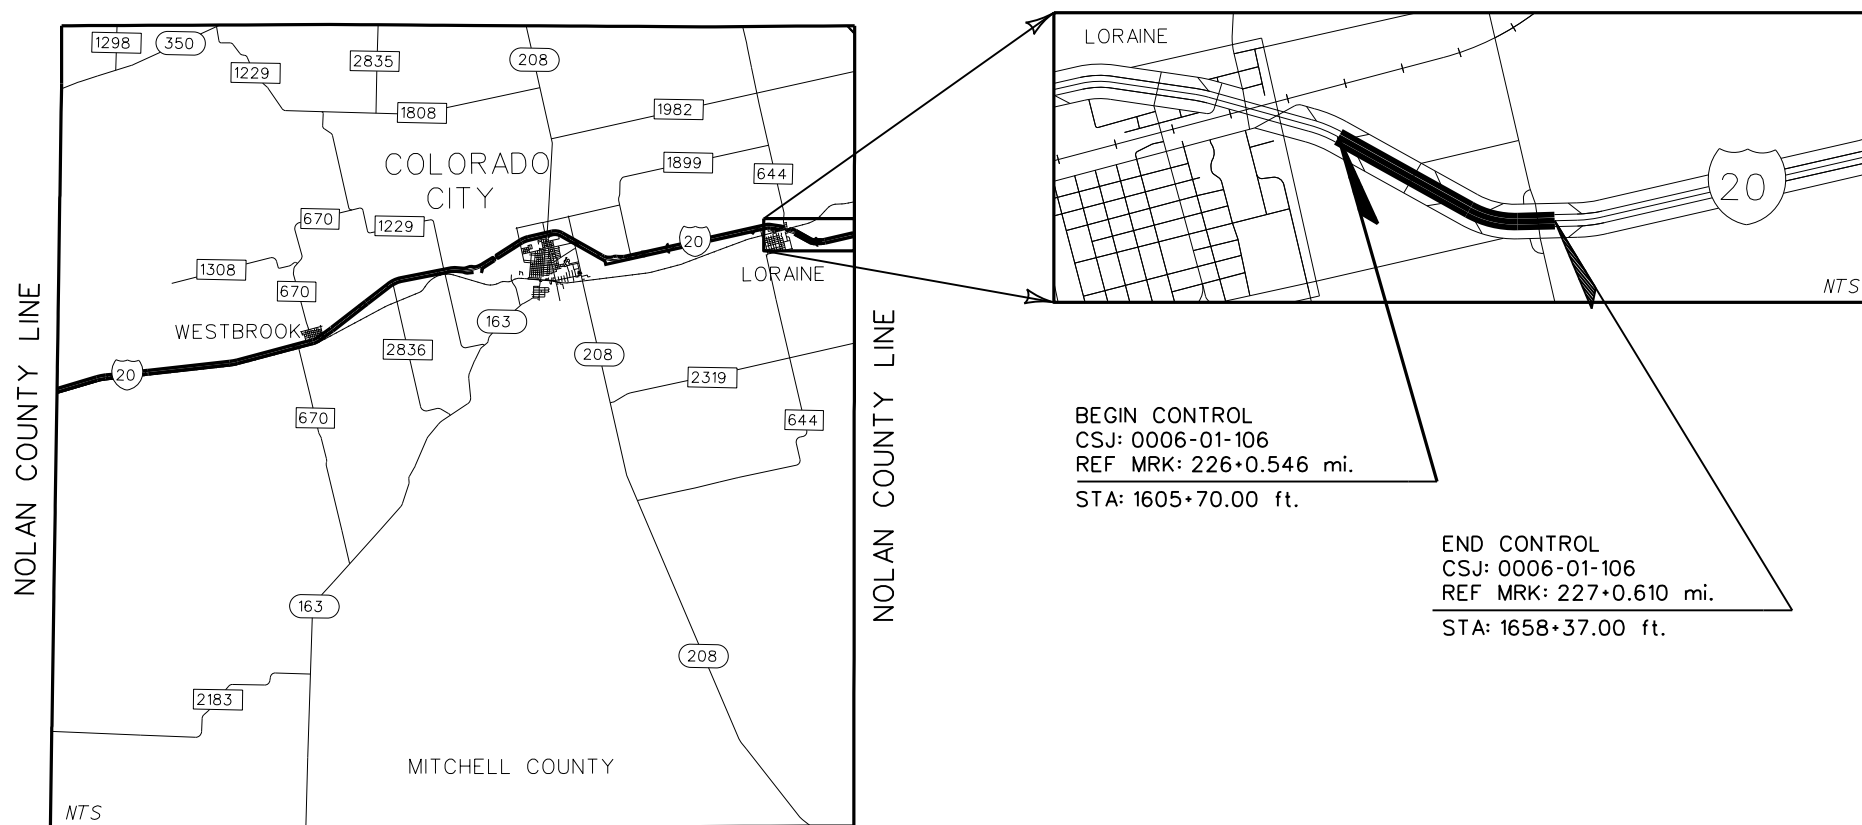 1298
350
1229
2835
208
1808
1982
COLORADO
CITY
1899
644
670
1229
20
1308
670
LORAINE
WESTBROOK
163
2836
208
20
2319
670
644
163
208
2183
MITCHELL COUNTY
NTS
NOLAN COUNTY LINE
NOLAN COUNTY LINE
LORAINE
20
NTS
BEGIN CONTROL
CSJ: 0006-01-106
REF MRK: 226+0.546 mi.
STA: 1605+70.00 ft.
END CONTROL
CSJ: 0006-01-106
REF MRK: 227+0.610 mi.
STA: 1658+37.00 ft.